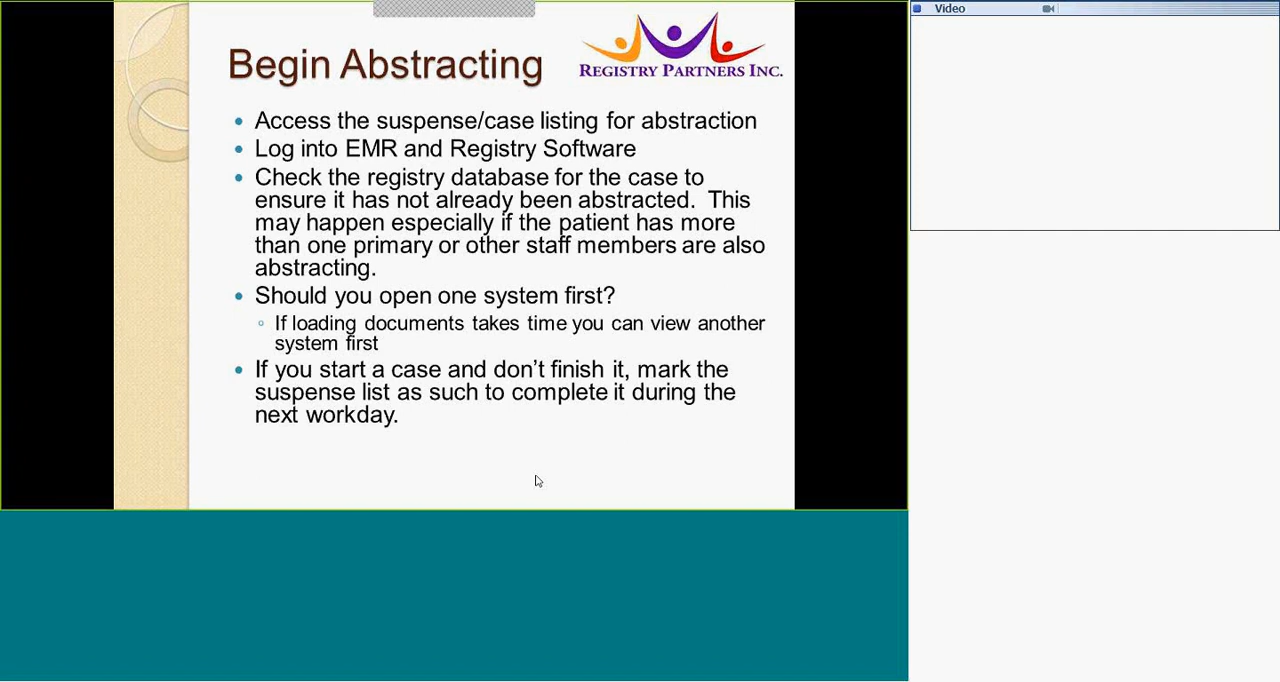 Video
Begin Abstracting
REGISTRY PARTNERS INC.
• Access the suspense/case listing for abstraction
• Log into EMR and Registry Software
• Check the registry database for the case to
ensure it has not already been abstracted. This
may happen especially if the patient has more
than one primary or other staff members are also
abstracting.
• Should you open one system first?
◦ If loading documents takes time you can view another
system first
• If you start a case and don’t finish it, mark the
suspense list as such to complete it during the
next workday.